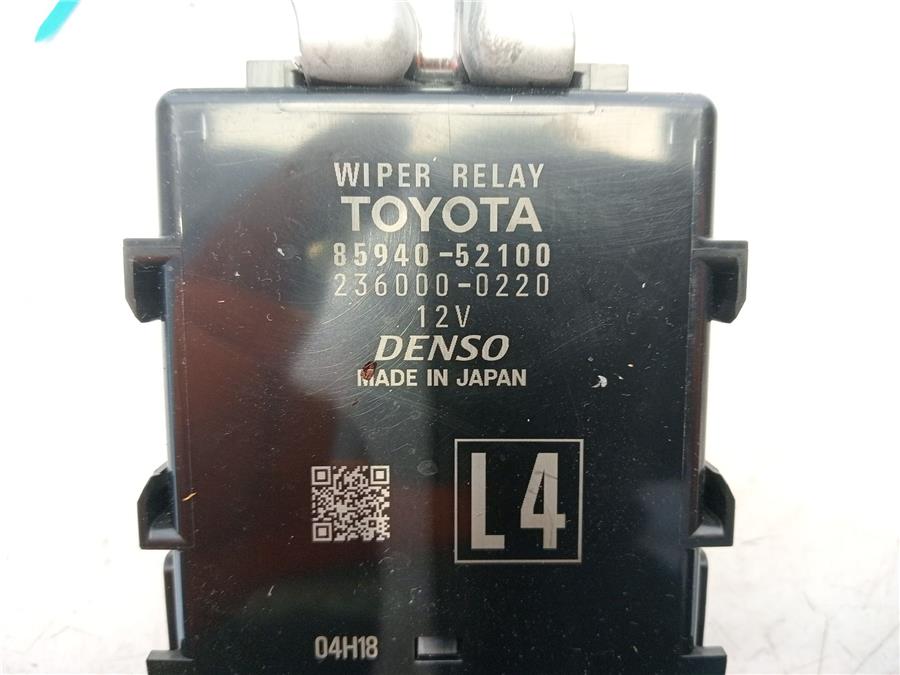 WIPER RELAY
TOYOTA
85940-52100
236000-0220
12V
DENSO
MADE IN JAPAN
L4
04H18